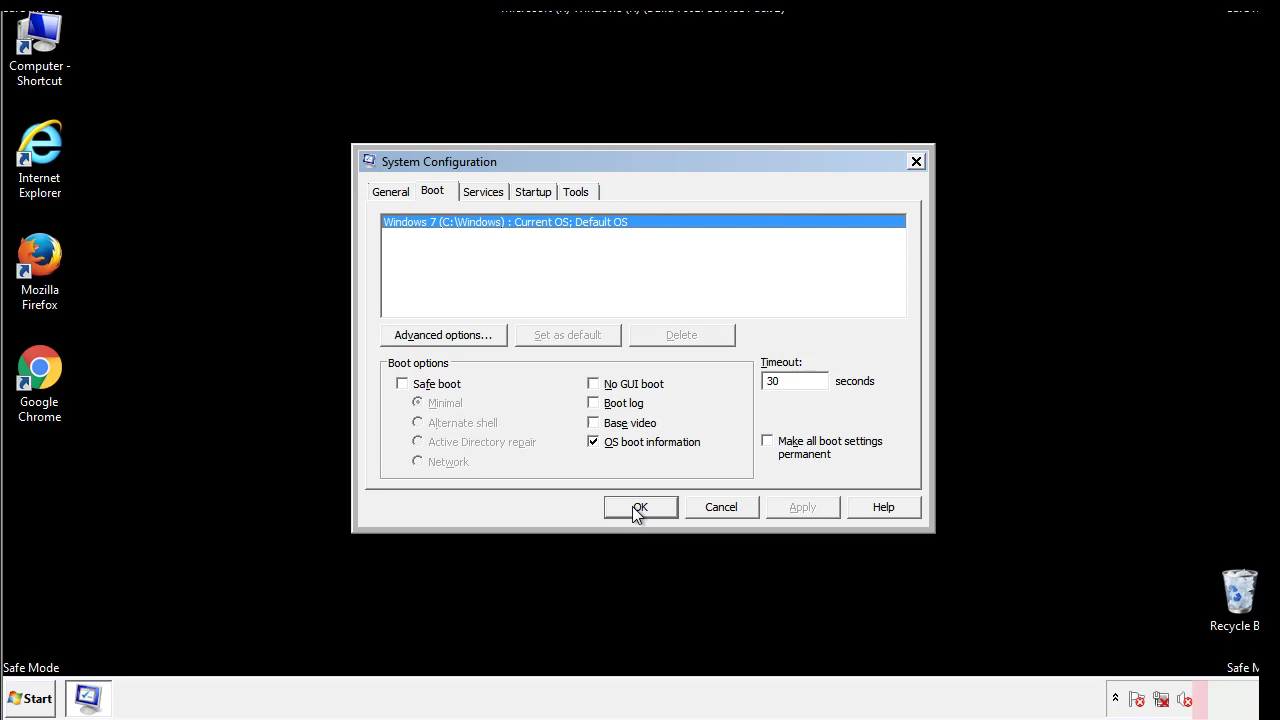 Computer -
Shortcut
Internet
Explorer
Mozilla
Firefox
Google
Chrome
System Configuration
General
Boot
Services
Startup
Tools
Windows 7 (C:\Windows) : Current OS; Default OS
Advanced options...
Set as default
Delete
Boot options
Safe boot
Minimal
Alternate shell
Active Directory repair
Network
No GUI boot
Boot log
Base video
OS boot information
Timeout:
30 seconds
Make all boot settings
permanent
OK
Cancel
Apply
Help
Recycle B
Safe Mode
Safe M
Start